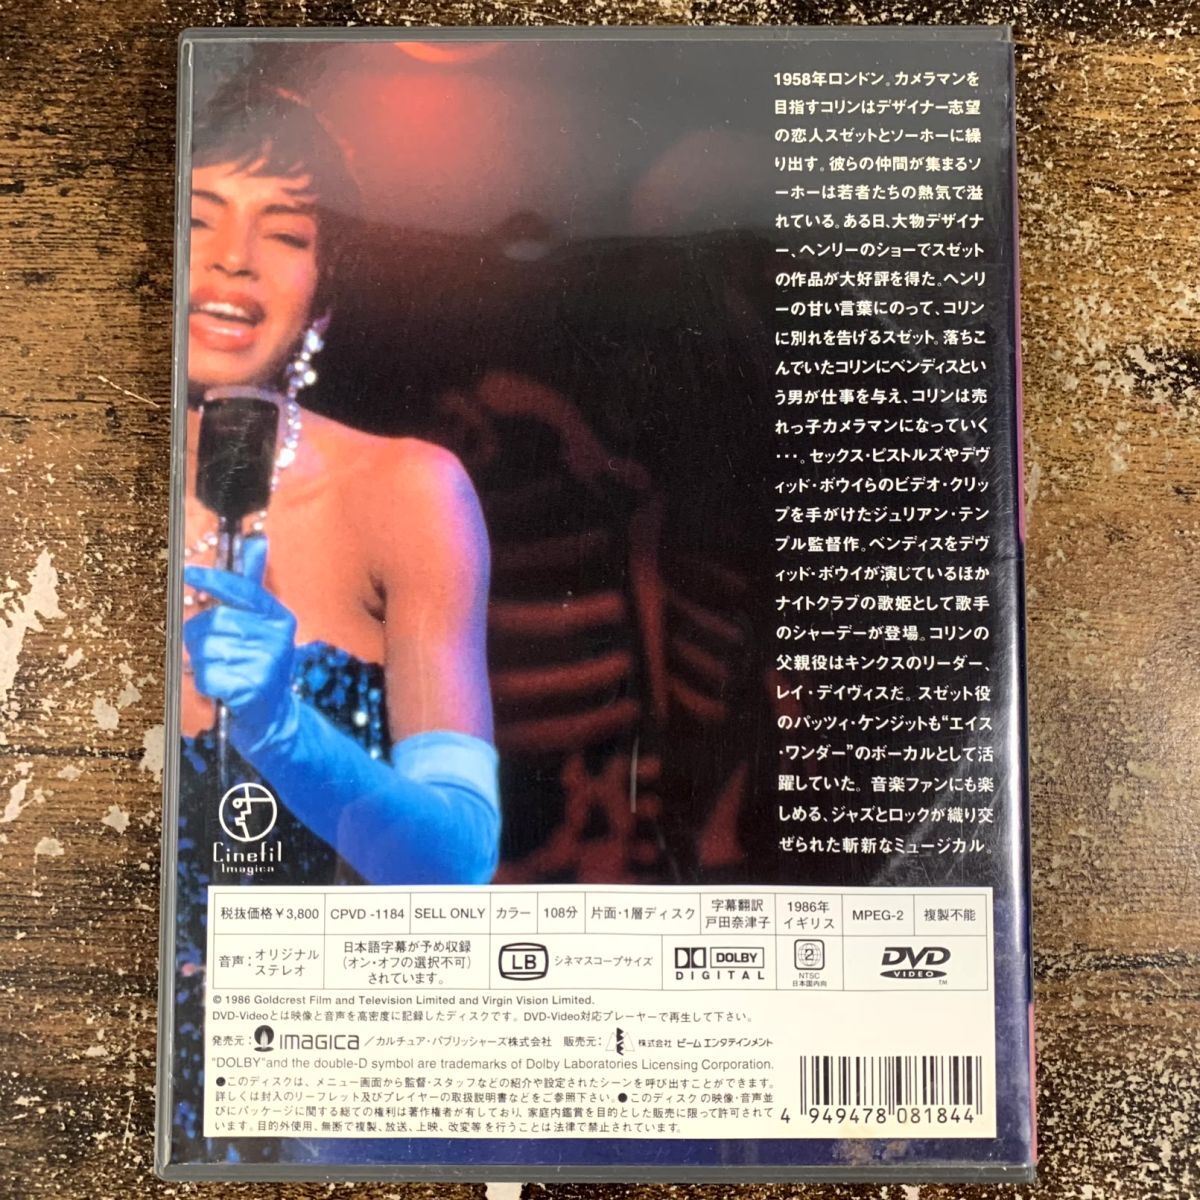 1958年ロンドン。カメラマンを
目指すコリンはデザイナー志望
の恋人スゼットとソーホーに繰
り出す。彼らの仲間が集まるソ
ーホーは若者たちの熱気で溢
れている。ある日、大物デザイナ
ー、ヘンリーのショーでスゼット
の作品が大好評を得た。ヘンリ
ーの甘い言葉にのって、コリン
に別れを告げるスゼット。落ちこ
んでいたコリンにベンディスとい
う男が仕事を与え、コリンは売
れっ子カメラマンになっていく
・・・。セックス・ピストルズやデヴ
ィッド・ボウイらのビデオ・クリッ
プを手がけたジュリアン・テン
プル監督作。ベンディスをデヴ
ィッド・ボウイが演じているほか
ナイトクラブの歌姫として歌手
のシャーデーが登場。コリンの
父親役はキンクスのリーダー、
レイ・デイヴィスだ。スゼット役
のパッツィ・ケンジットも“エイス
・ワンダー”のボーカルとして活
躍していた。音楽ファンにも楽
しめる、ジャズとロックが織り交
ぜられた斬新なミュージカル。
Cinefil
Imagica
税抜価格￥3,800 CPVD -1184 SELL ONLY カラー 108分 片面・1層ディスク 字幕翻訳 戸田奈津子 1986年 イギリス MPEG-2 複製不能
音声：オリジナル ステレオ
日本語字幕が予め収録
(オン・オフの選択不可)
されています。
LB シネマスコープサイズ
DOLBY DIGITAL
2 NTSC 日本国内向
DVD VIDEO TM
© 1986 Goldcrest Film and Television Limited and Virgin Vision Limited.
DVD-Videoとは映像と音声を高密度に記録したディスクです。DVD-Video対応プレーヤーで再生して下さい。
発売元： IMAGICA／カルチュア・パブリッシャーズ株式会社 販売元： 株式会社 ビームエンタテインメント
"DOLBY"and the double-D symbol are trademarks of Dolby Laboratories Licensing Corporation.
●このディスクは、メニュー画面から監督・スタッフなどの紹介や設定されたシーンを呼び出すことができます。
詳しくは封入のリーフレット及びプレイヤーの取扱説明書などをご参照下さい。●このディスクの映像・音声並
びにパッケージに関する総ての権利は著作権者が有しており、家庭内鑑賞を目的とした販売に限って許可されて
います。目的外使用、無断で複製、放送、上映、改変等を行うことは法律で禁止されています。
4 949478 081844